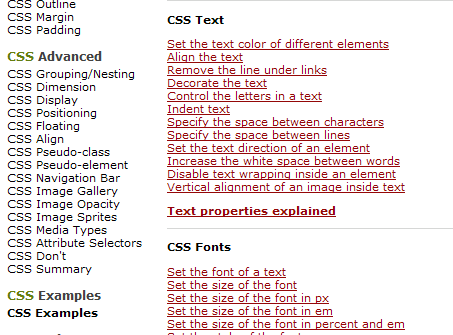 CSS Outline
CSS Margin
CSS Padding
CSS Advanced
CSS Grouping/Nesting
CSS Dimension
CSS Display
CSS Positioning
CSS Floating
CSS Align
CSS Pseudo-class
CSS Pseudo-element
CSS Navigation Bar
CSS Image Gallery
CSS Image Opacity
CSS Image Sprites
CSS Media Types
CSS Attribute Selectors
CSS Don't
CSS Summary
CSS Examples
CSS Examples
CSS Text
Set the text color of different elements
Align the text
Remove the line under links
Decorate the text
Control the letters in a text
Indent text
Specify the space between characters
Specify the space between lines
Set the text direction of an element
Increase the white space between words
Disable text wrapping inside an element
Vertical alignment of an image inside text
Text properties explained
CSS Fonts
Set the font of a text
Set the size of the font
Set the size of the font in px
Set the size of the font in em
Set the size of the font in percent and em